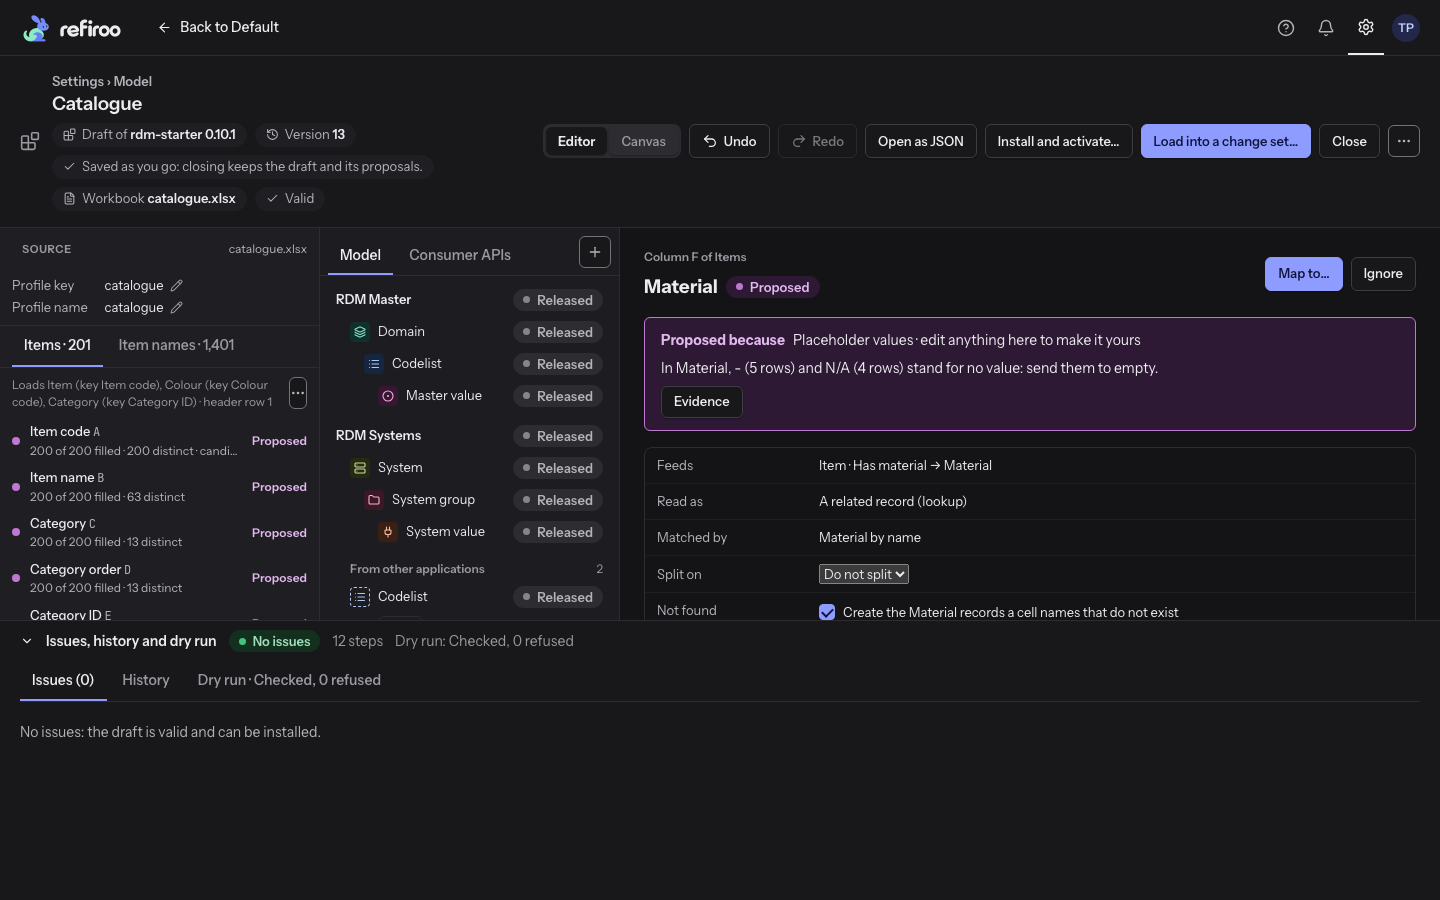 refiroo
Back to Default
TP
Settings › Model
Catalogue
Draft of rdm-starter 0.10.1
Version 13
Saved as you go: closing keeps the draft and its proposals.
Workbook catalogue.xlsx
Valid
Editor
Canvas
Undo
Redo
Open as JSON
Install and activate...
Load into a change set...
Close
SOURCE
catalogue.xlsx
Profile key catalogue
Profile name catalogue
Items · 201
Item names · 1,401
Loads Item (key Item code), Colour (key Colour
code), Category (key Category ID) · header row 1
Item code A
200 of 200 filled · 200 distinct · candi...
Proposed
Item name B
200 of 200 filled · 63 distinct
Proposed
Category C
200 of 200 filled · 13 distinct
Proposed
Category order D
200 of 200 filled · 13 distinct
Proposed
Category ID E
Model
Consumer APIs
RDM Master Released
Domain Released
Codelist Released
Master value Released
RDM Systems Released
System Released
System group Released
System value Released
From other applications 2
Codelist Released
Column F of Items
Material Proposed
Map to...
Ignore
Proposed because Placeholder values · edit anything here to make it yours
In Material, - (5 rows) and N/A (4 rows) stand for no value: send them to empty.
Evidence
Feeds Item · Has material → Material
Read as A related record (lookup)
Matched by Material by name
Split on Do not split
Not found Create the Material records a cell names that do not exist
Issues, history and dry run No issues 12 steps Dry run: Checked, 0 refused
Issues (0)
History
Dry run · Checked, 0 refused
No issues: the draft is valid and can be installed.